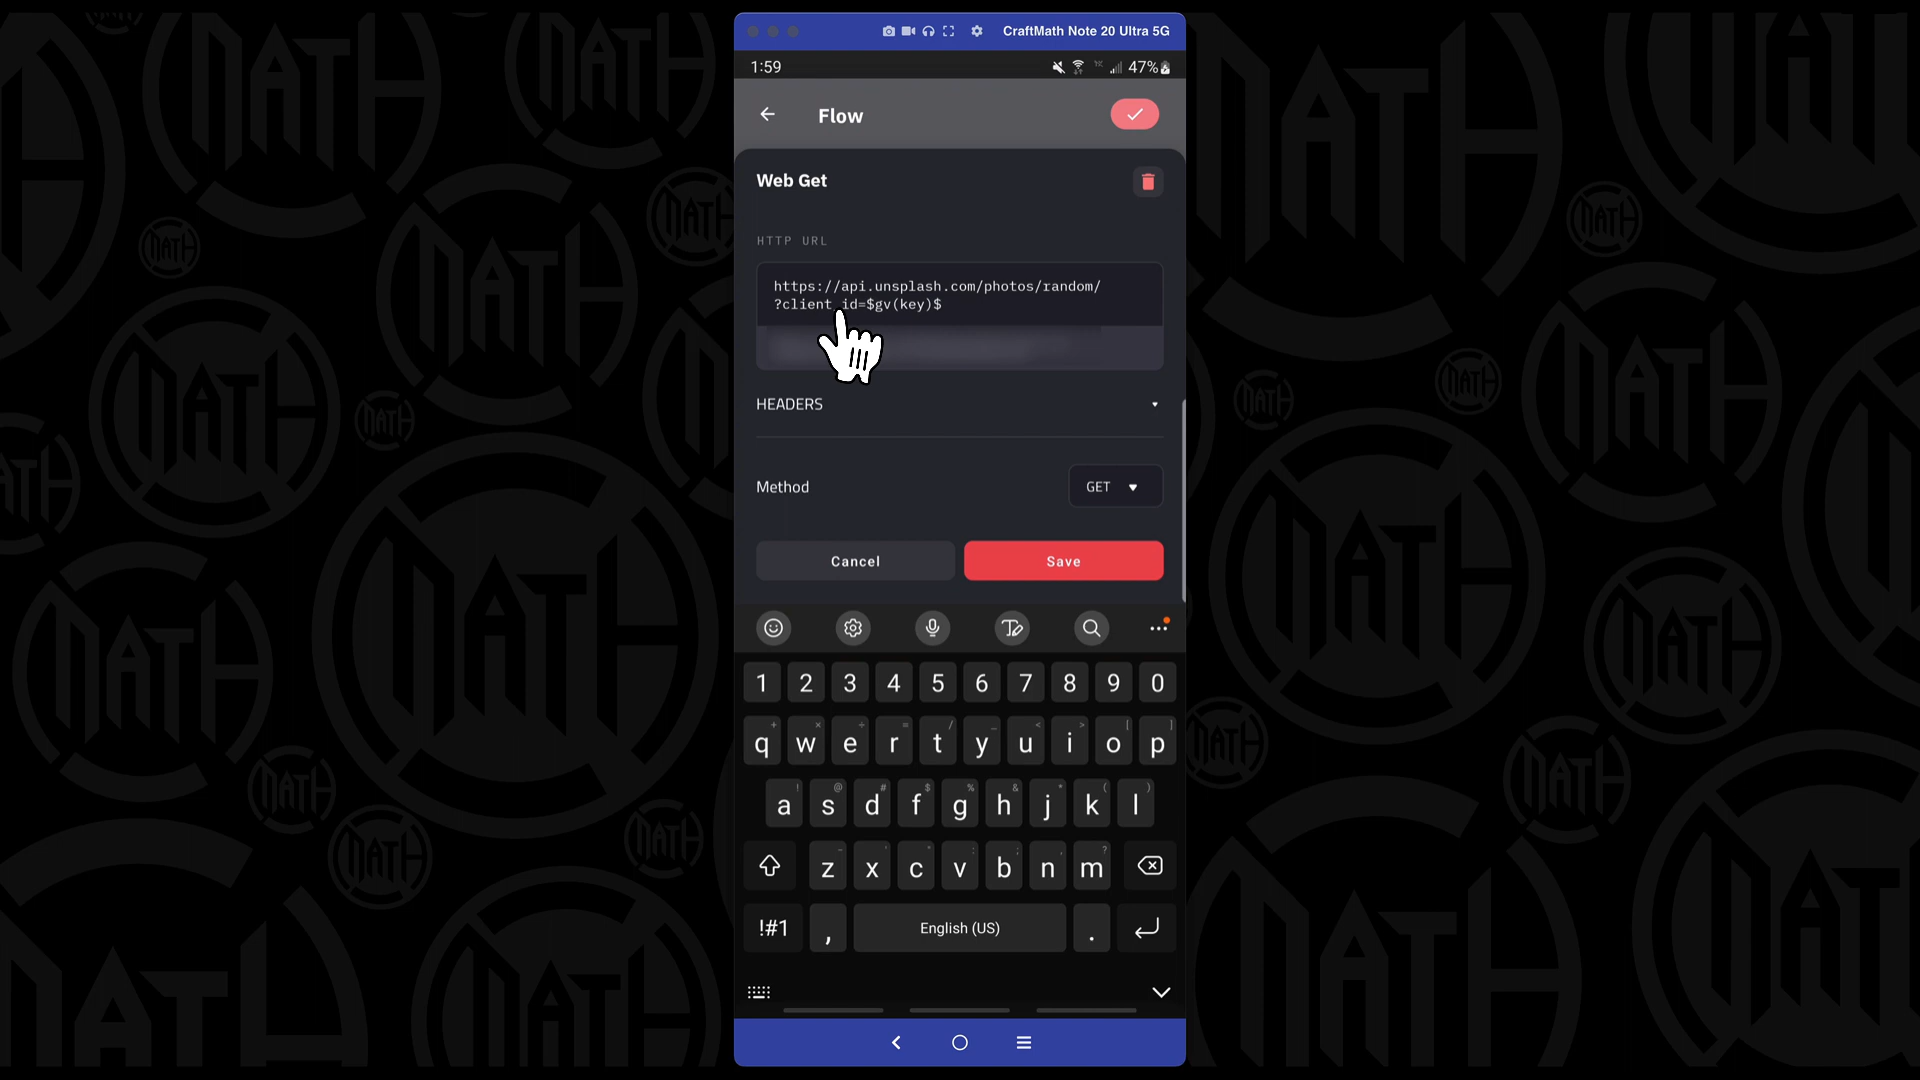 CraftMath Note 20 Ultra 5G
1:59
47%
Flow
Web Get
HTTP URL
https://api.unsplash.com/photos/random/
?client_id=$gv(key)$
HEADERS
Method
GET
Cancel
Save
1 2 3 4 5 6 7 8 9 0
q w e r t y u i o p
a s d f g h j k l
z x c v b n m
!#1 , English (US) .